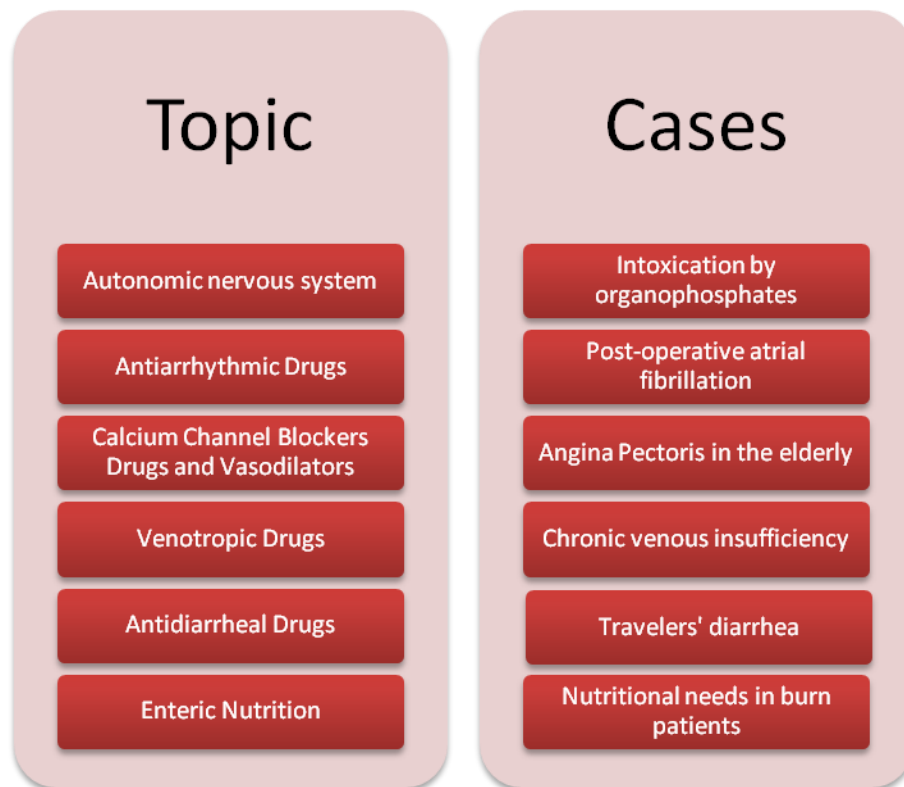 Topic
Autonomic nervous system
Antiarrhythmic Drugs
Calcium Channel Blockers
Drugs and Vasodilators
Venotropic Drugs
Antidiarrheal Drugs
Enteric Nutrition
Cases
Intoxication by
organophosphates
Post-operative atrial
fibrillation
Angina Pectoris in the elderly
Chronic venous insufficiency
Travelers' diarrhea
Nutritional needs in burn
patients